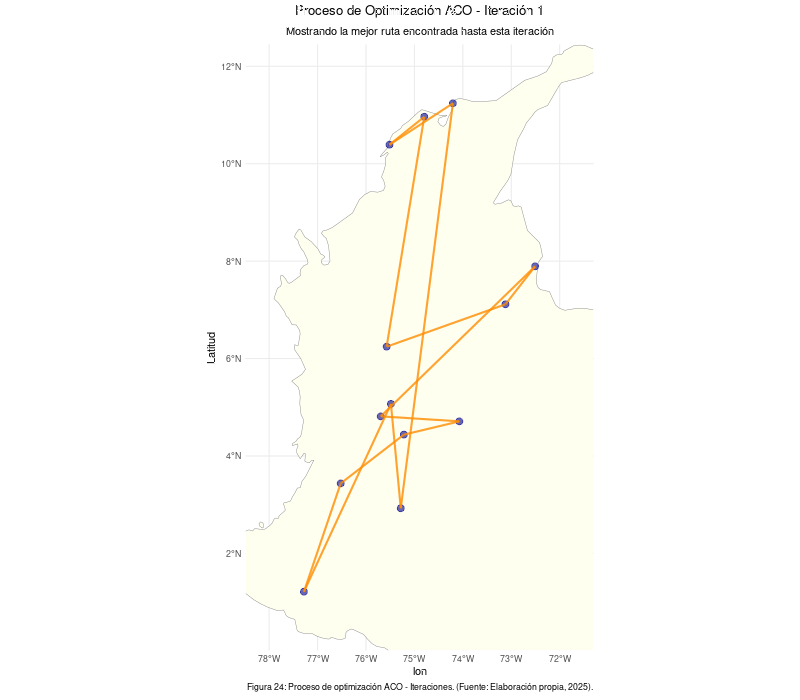 Proceso de Optimización ACO - Iteración 1
Mostrando la mejor ruta encontrada hasta esta iteración
12°N
10°N
8°N
6°N
4°N
2°N
Latitud
78°W 77°W 76°W 75°W 74°W 73°W 72°W
lon
Figura 24: Proceso de optimización ACO - Iteraciones. (Fuente: Elaboración propia, 2025).